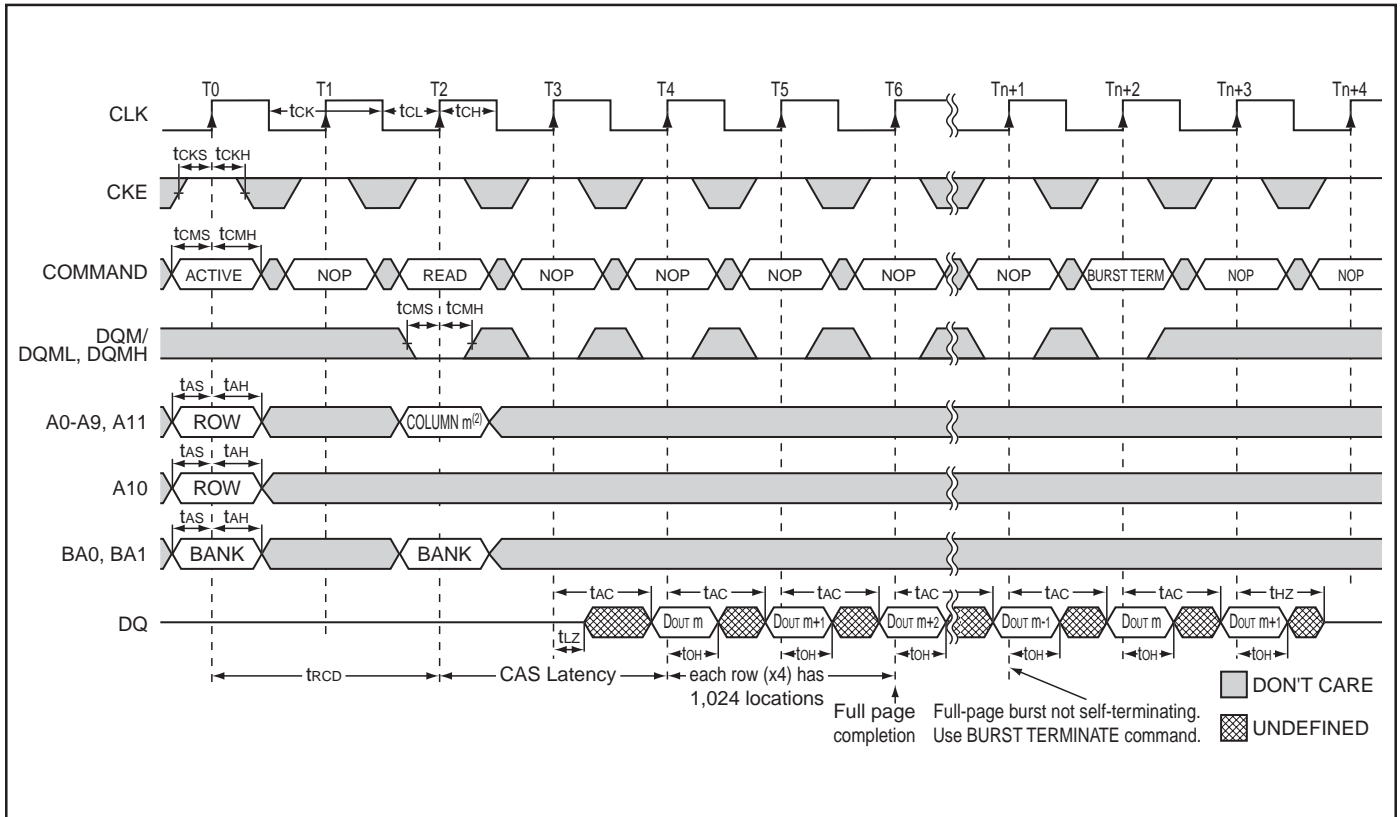 T0 T1 T2 T3 T4 T5 T6 Tn+1 Tn+2 Tn+3 Tn+4
CLK tCK tCL tCH
tCKS tCKH
CKE
tCMS tCMH
COMMAND ACTIVE NOP READ NOP NOP NOP NOP NOP BURST TERM NOP NOP
tCMS tCMH
DQM/
DQML, DQMH
tAS tAH
A0-A9, A11 ROW COLUMN m(2)
tAS tAH
A10 ROW
tAS tAH
BA0, BA1 BANK BANK
tAC tAC tAC tAC tAC tAC tHZ
DQ DOUT m DOUT m+1 DOUT m+2 DOUT m-1 DOUT m DOUT m+1
tLZ tOH tOH tOH tOH tOH tOH
tRCD CAS Latency each row (x4) has
1,024 locations
Full page
completion
Full-page burst not self-terminating.
Use BURST TERMINATE command.
DON'T CARE
UNDEFINED